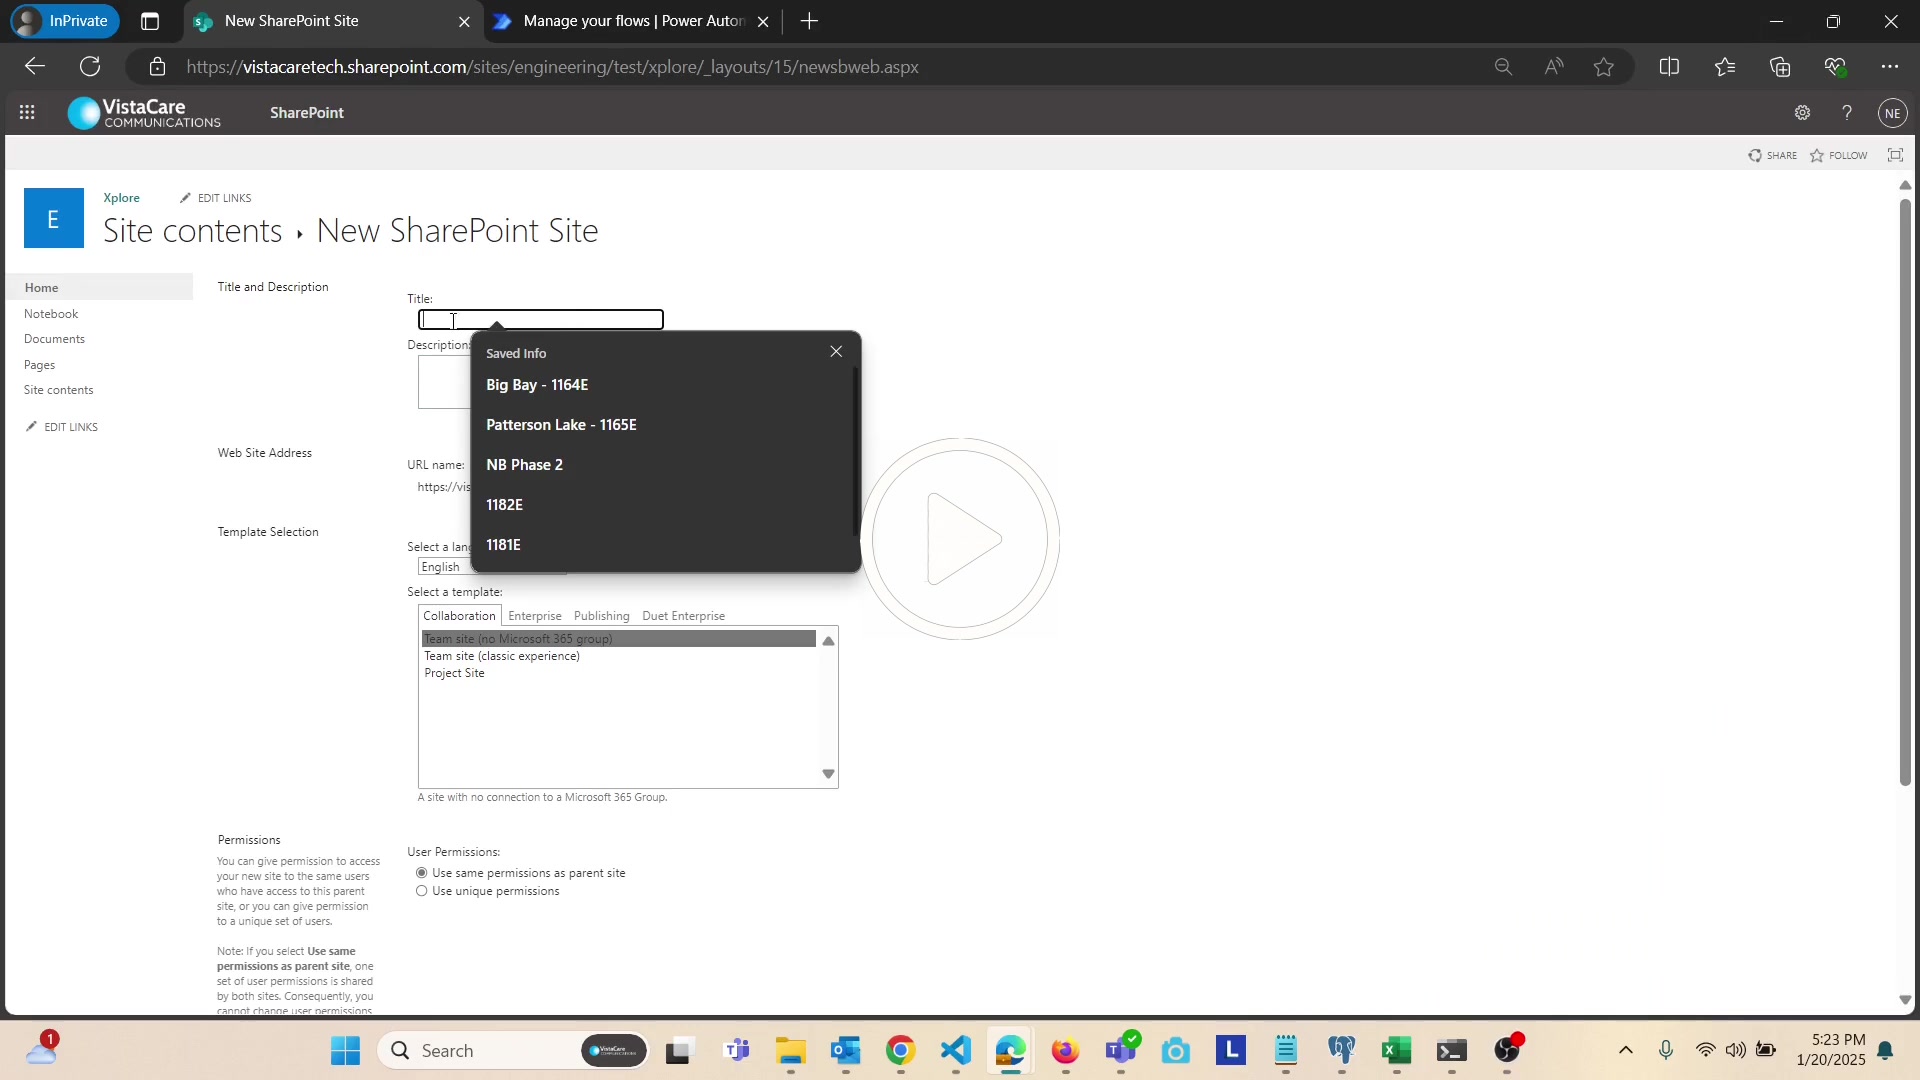 InPrivate
New SharePoint Site
Manage your flows | Power Autom
https://vistacaretech.sharepoint.com/sites/engineering/test/xplore/_layouts/15/newsbweb.aspx
VistaCare
COMMUNICATIONS
SharePoint
NE
SHARE
FOLLOW
E
Xplore
EDIT LINKS
Site contents
New SharePoint Site
Home
Notebook
Documents
Pages
Site contents
EDIT LINKS
Title and Description
Title:
Description:
Saved Info
Big Bay - 1164E
Patterson Lake - 1165E
NB Phase 2
1182E
1181E
Web Site Address
URL name:
https://vis
Template Selection
Select a lang
English
Select a template:
Collaboration
Enterprise
Publishing
Duet Enterprise
Team site (no Microsoft 365 group)
Team site (classic experience)
Project Site
A site with no connection to a Microsoft 365 Group.
Permissions
You can give permission to access
your new site to the same users
who have access to this parent
site, or you can give permission
to a unique set of users.
Note: If you select Use same
permissions as parent site, one
set of user permissions is shared
by both sites. Consequently, you
cannot change user permissions
User Permissions:
Use same permissions as parent site
Use unique permissions
1
Search
VistaCare
L
5:23 PM
1/20/2025